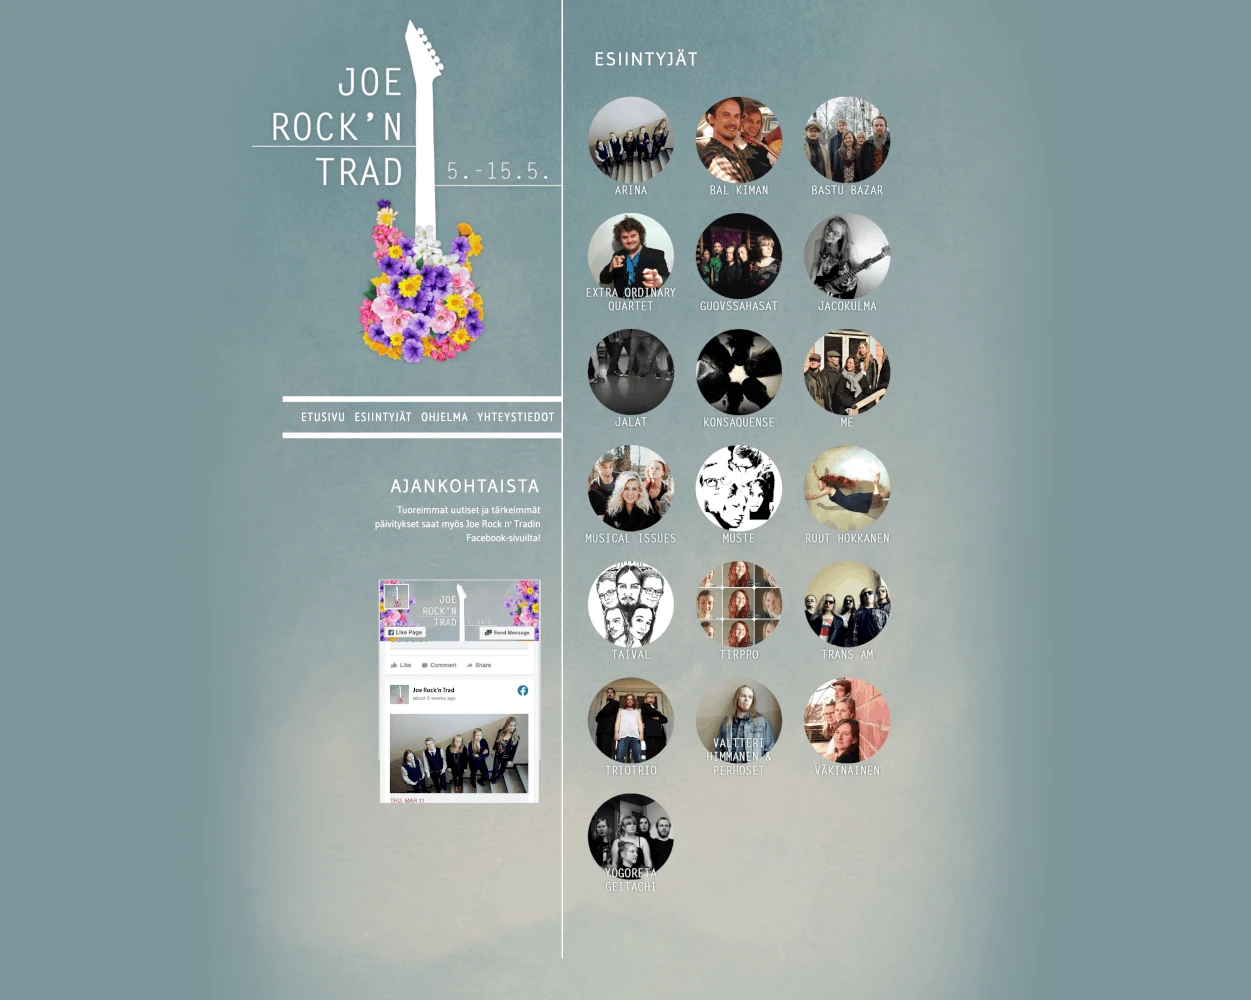 JOE
ROCK'N
TRAD
5.-15.5.
ETUSIVU ESIINTYJÄT OHJELMA YHTEYSTIEDOT
AJANKOHTAISTA
Tuoreimmat uutiset ja tärkeimmät
päivitykset saat myös Joe Rock n' Tradin
Facebook-sivuilta!
JOE
ROCK'N
TRAD
Like Page
Send Message
Like Comment Share
Joe Rock'n Trad
about 3 weeks ago
THU, MAR 11
ESIINTYJÄT
ARINA
BAL KIMAN
BASTU BAZAR
EXTRA ORDINARY
QUARTET
GUOVSSAHASAT
JACOKULMA
JALAT
KONSAQUENSE
ME
MUSICAL ISSUES
MUSTE
RUUT HOKKANEN
TAIVAL
TIRPPO
TRANS AM
TRIOTRIO
VALTTERI
HIMMANEN &
PERHOSET
VÄKINAINEN
YOGORETA
GEITACHI